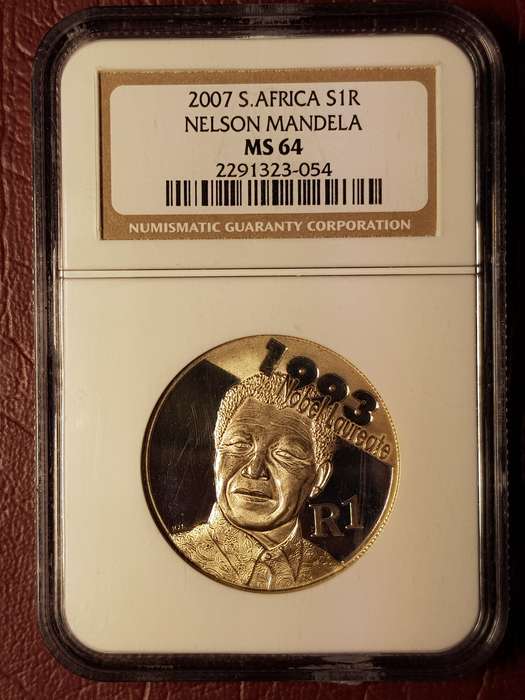 2007 S.AFRICA S1R
NELSON MANDELA
MS 64
2291323-054
NUMISMATIC GUARANTY CORPORATION
1993
Nobel Laureate
R1